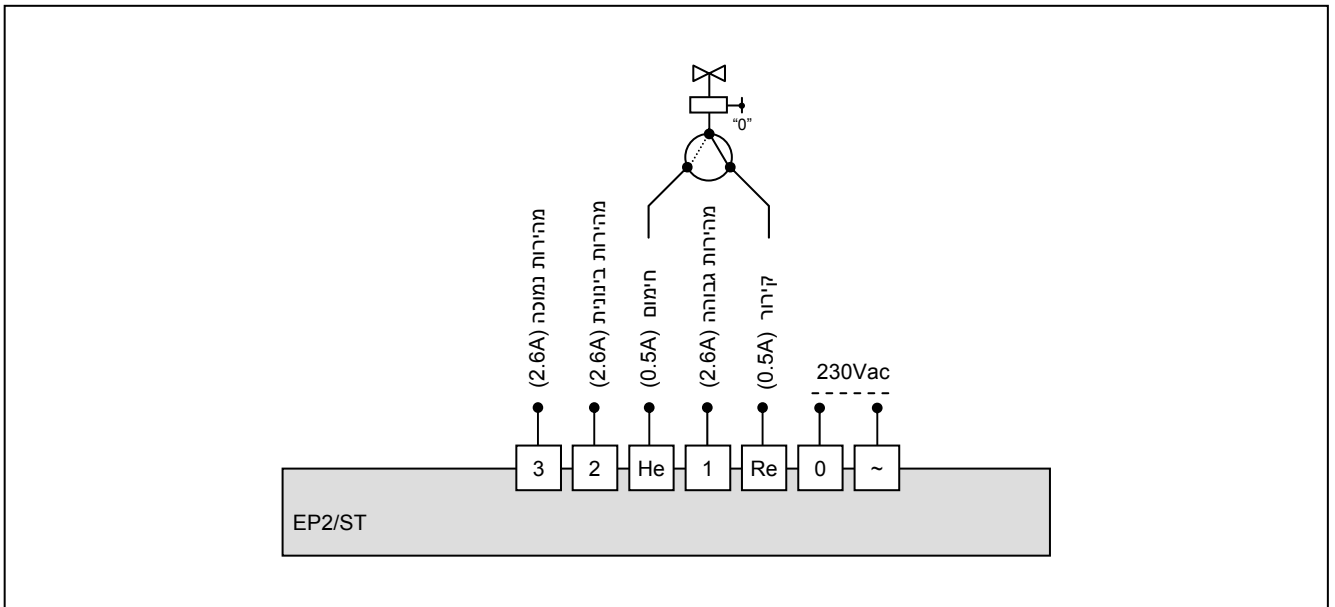 “0”
מהירות נמוכה (2.6A)
מהירות בינונית (2.6A)
חימום (0.5A)
מהירות גבוהה (2.6A)
קירור (0.5A)
230Vac
3 2 He 1 Re 0 ~
EP2/ST